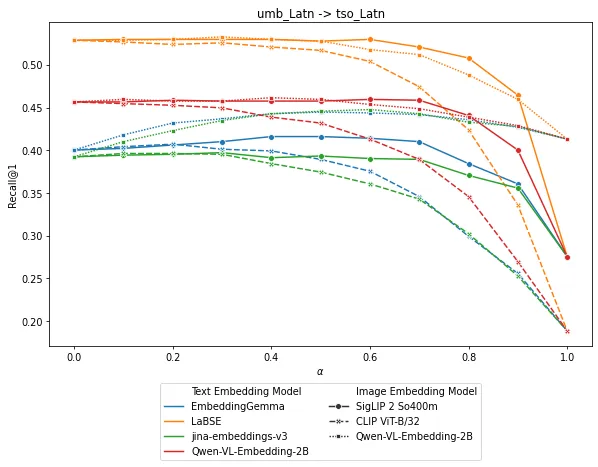 umb_Latn -> tso_Latn
Recall@1
0.50
0.45
0.40
0.35
0.30
0.25
0.20
0.0 0.2 0.4 0.6 0.8 1.0
α
Text Embedding Model Image Embedding Model
EmbeddingGemma SigLIP 2 So400m
LaBSE CLIP ViT-B/32
jina-embeddings-v3 Qwen-VL-Embedding-2B
Qwen-VL-Embedding-2B